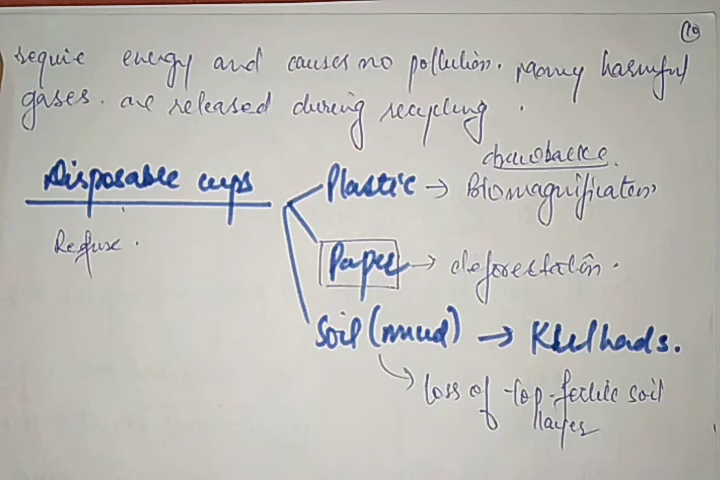 10
require energy and causes no pollution. many harmful
gases. are released during recycling.
drawbacks.
Disposable cups
Plastic → Biomagnification
Refuse.
Paper → deforestation.
Soil (mud) → Kulhads.
loss of top-fertile soil
layer